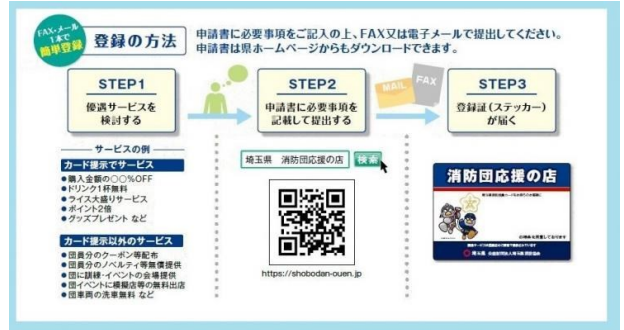 FAX・メール
1本で
簡単登録
登録の方法
申請書に必要事項をご記入の上、FAX又は電子メールで提出してください。
申請書は県ホームページからもダウンロードできます。
STEP1
優遇サービスを
検討する
STEP2
申請書に必要事項を
記載して提出する
MAIL
FAX
STEP3
登録証(ステッカー)
が届く
サービスの例
カード提示でサービス
●購入金額の○○%OFF
●ドリンク1杯無料
●ライス大盛りサービス
●ポイント2倍
●グッズプレゼント など
カード提示以外のサービス
●団員分のクーポン等配布
●団員分のノベルティ等無償提供
●団に訓練・イベントの会場提供
●団イベントに模擬店等の無料出店
●団車両の洗車無料 など
埼玉県 消防団応援の店 検索
https://shobodan-ouen.jp/
消防団応援の店
埼玉県